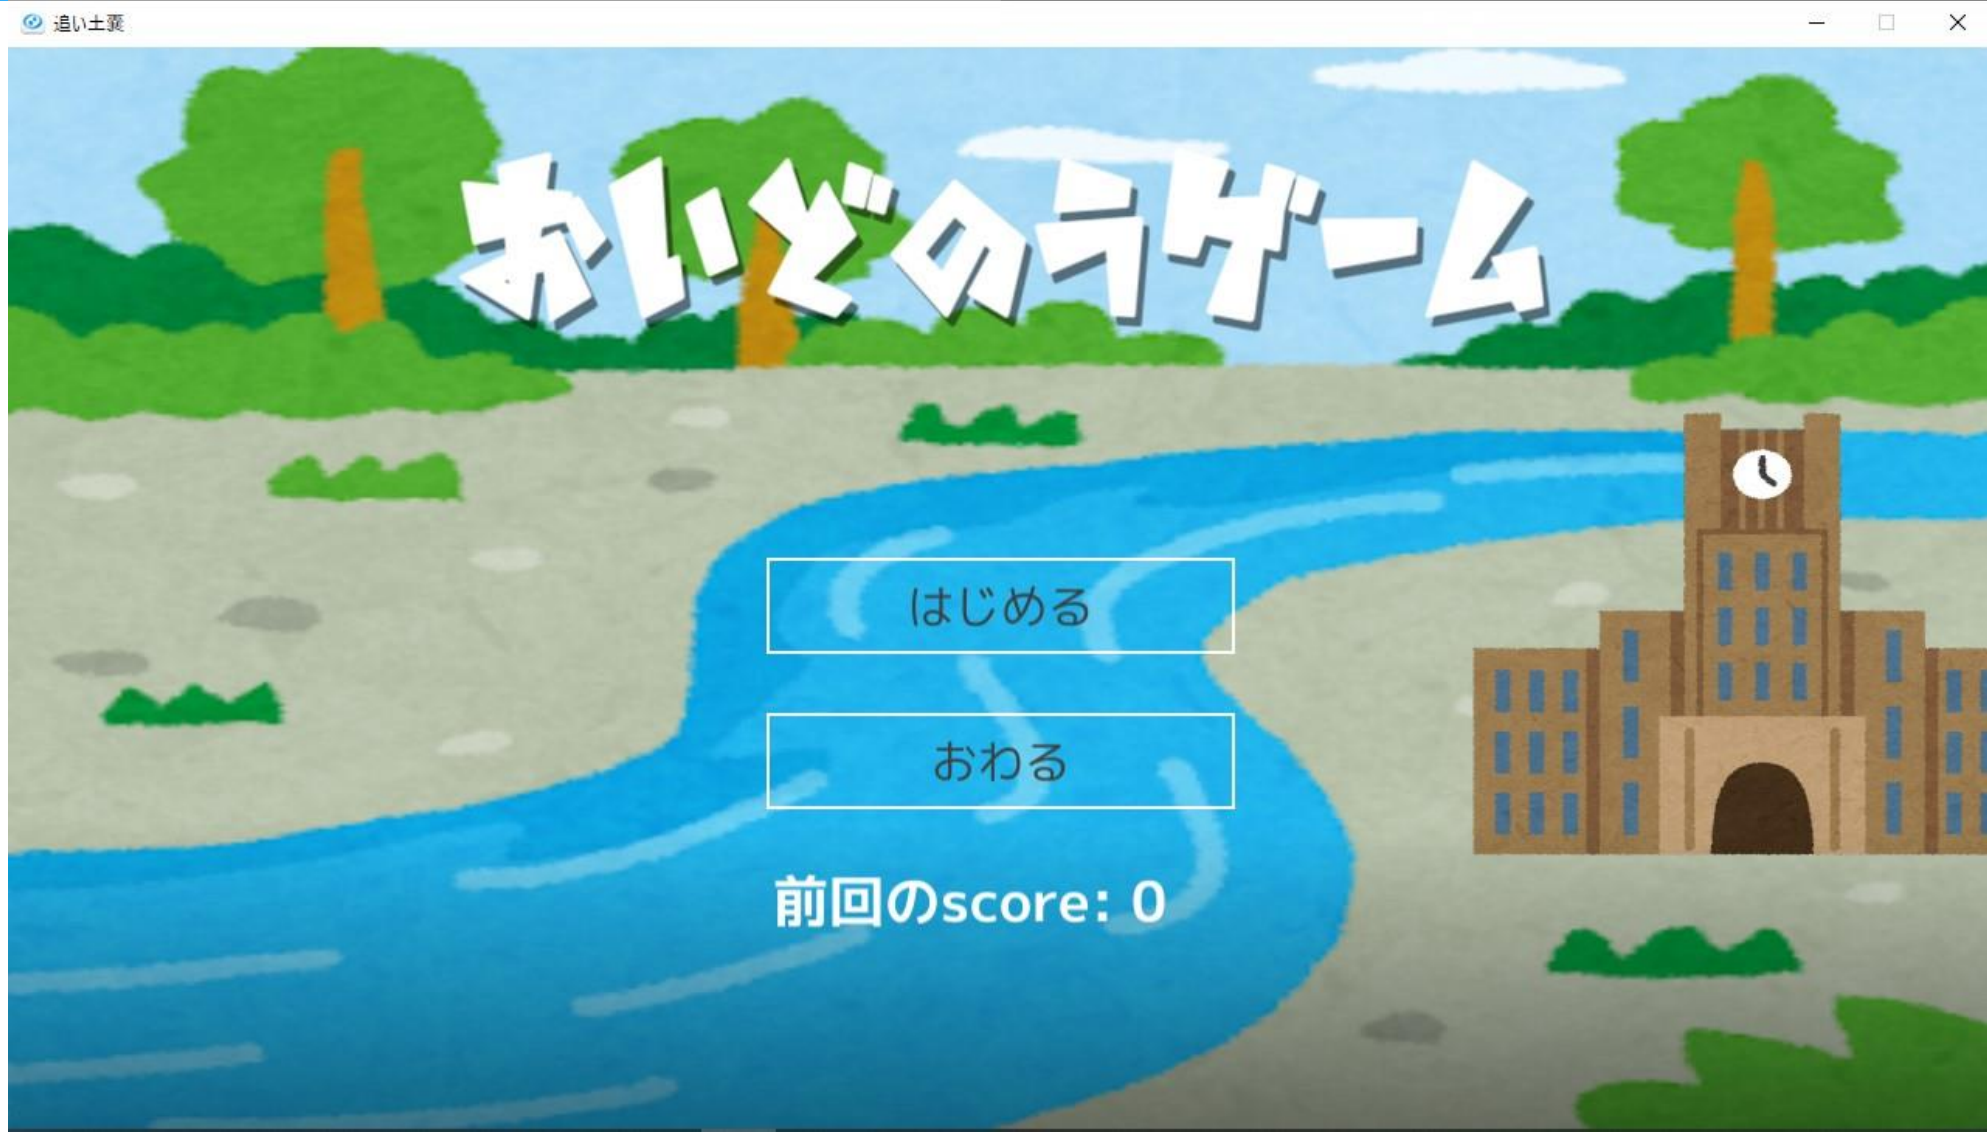 追い土嚢
おいどのうゲーム
はじめる
おわる
前回のscore: 0